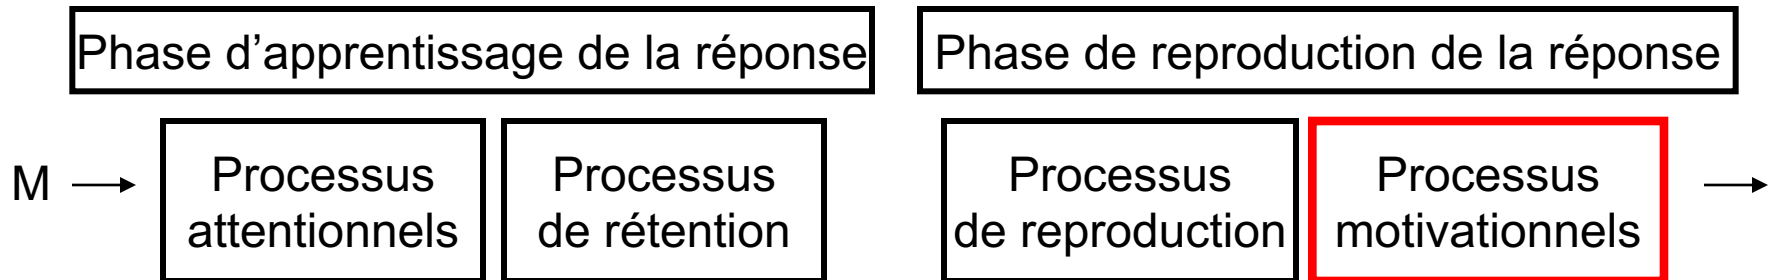 Phase d’apprentissage de la réponse
Phase de reproduction de la réponse
M
Processus
attentionnels
Processus
de rétention
Processus
de reproduction
Processus
motivationnels